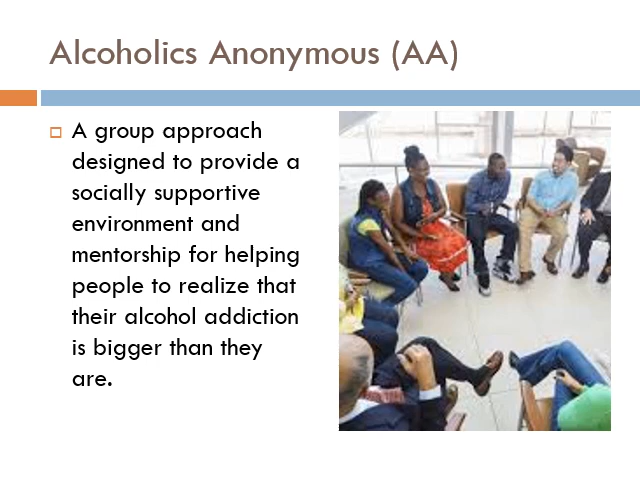 Alcoholics Anonymous (AA)
A group approach
designed to provide a
socially supportive
environment and
mentorship for helping
people to realize that
their alcohol addiction
is bigger than they
are.